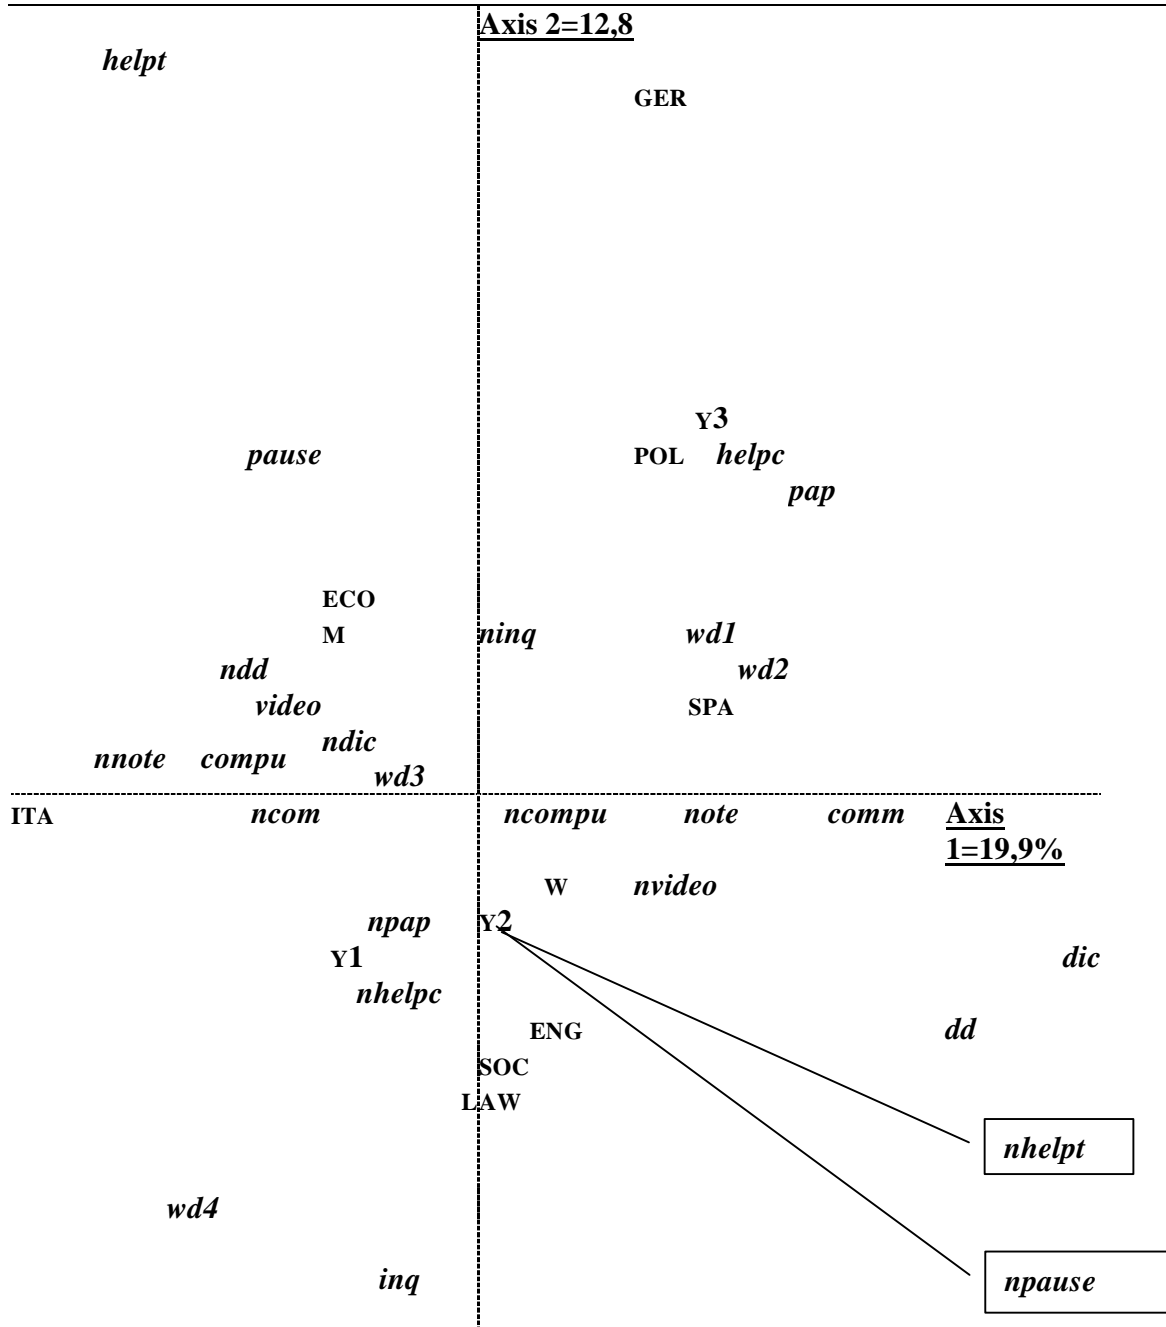 Axis 2=12,8
helpt
GER
Y3
pause POL helpc
pap
ECO
M ninq wd1
ndd wd2
video SPA
ndic
nnote compu
wd3
ITA ncom ncompu note comm Axis
1=19,9%
W nvideo
npap Y2
Y1 dic
nhelpc
ENG dd
SOC
LAW
nhelpt
wd4
inq npause